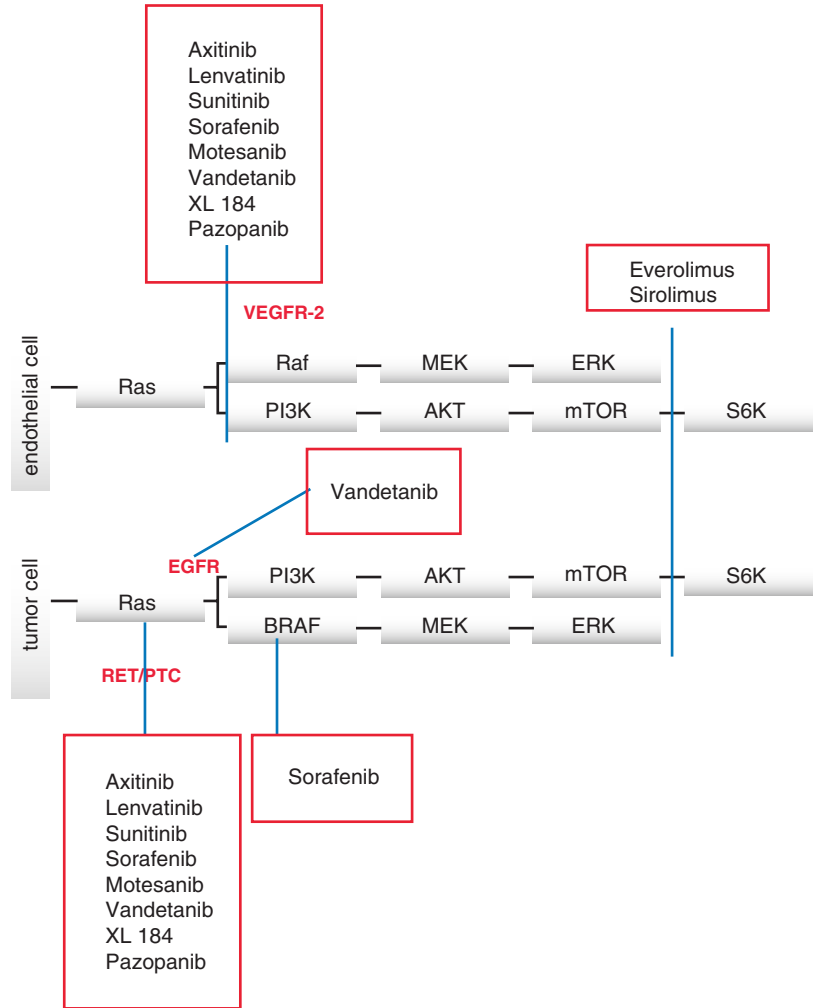 Axitinib
Lenvatinib
Sunitinib
Sorafenib
Motesanib
Vandetanib
XL 184
Pazopanib
Everolimus
Sirolimus
VEGFR-2
endothelial cell
Ras
Raf
MEK
ERK
PI3K
AKT
mTOR
S6K
Vandetanib
EGFR
tumor cell
Ras
PI3K
AKT
mTOR
S6K
BRAF
MEK
ERK
RET/PTC
Axitinib
Lenvatinib
Sunitinib
Sorafenib
Motesanib
Vandetanib
XL 184
Pazopanib
Sorafenib